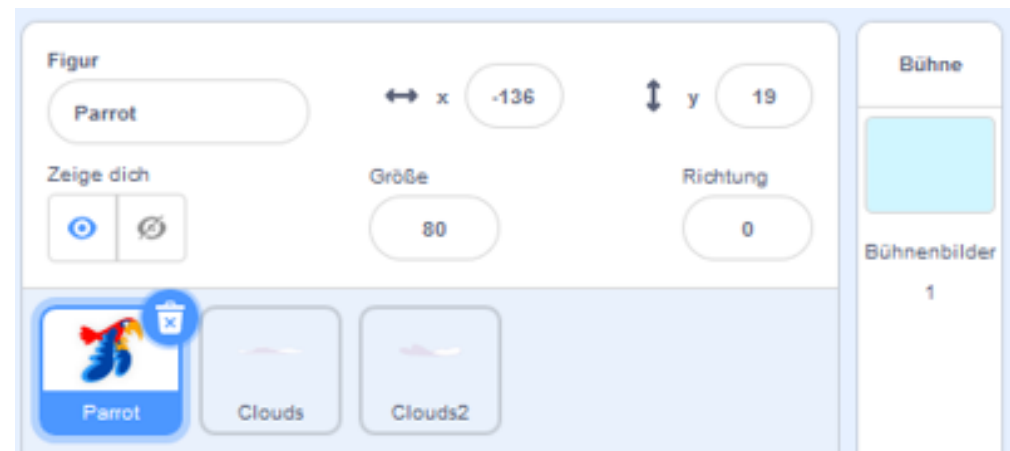 Figur
Parrot
x -136
y 19
Zeige dich
Größe
80
Richtung
0
Parrot
Clouds
Clouds2
Bühne
Bühnenbilder
1